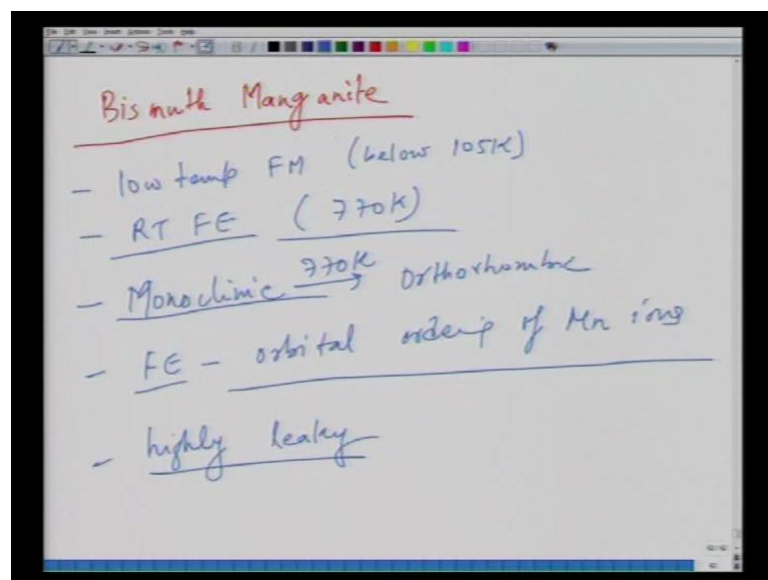 Bismuth Manganite
- low temp FM (below 105K)
- RT FE (770K)
- Monoclinic 770K → Orthorhombic
- FE - orbital ordering of Mn ions
- highly leaky